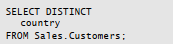 SELECT DISTINCT
country
FROM Sales.Customers;